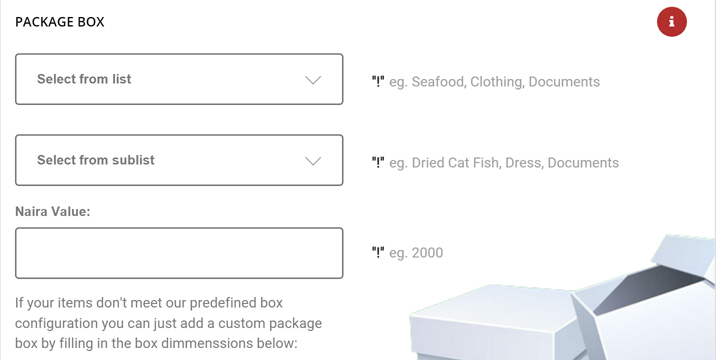 PACKAGE BOX
i
Select from list
"!" eg. Seafood, Clothing, Documents
Select from sublist
"!" eg. Dried Cat Fish, Dress, Documents
Naira Value:
"!" eg. 2000
If your items don't meet our predefined box
configuration you can just add a custom package
box by filling in the box dimmenssions below: